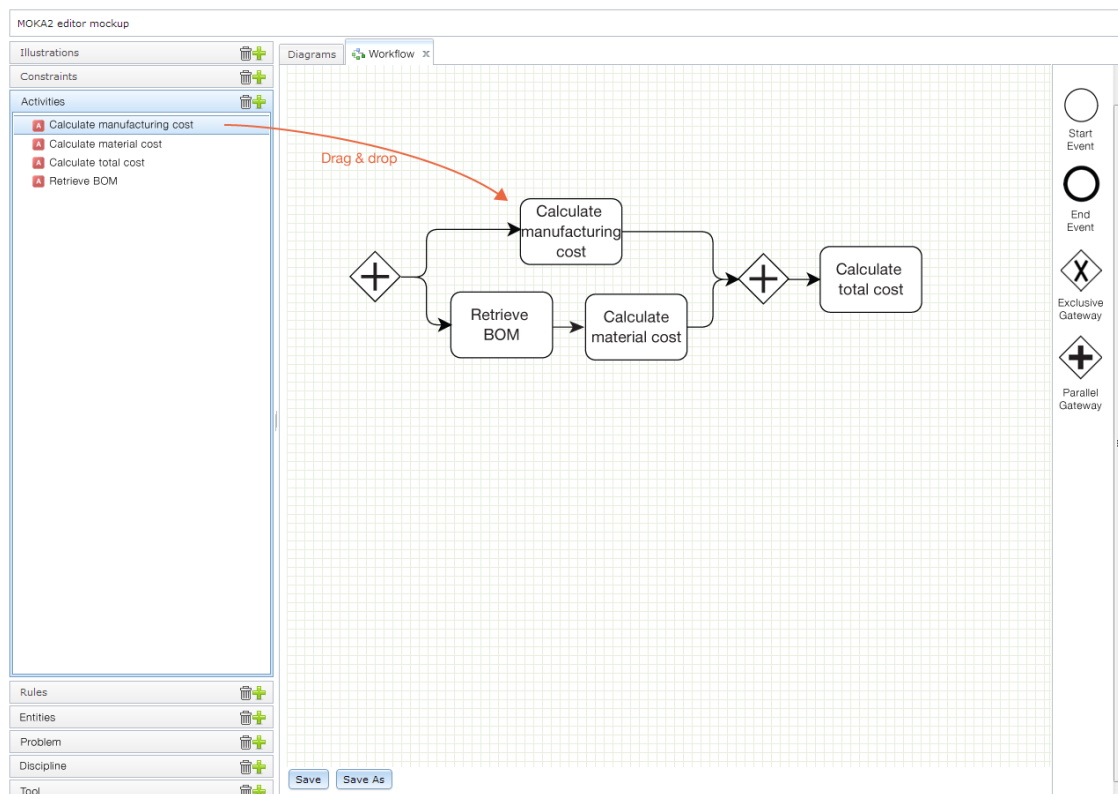 MOKA2 editor mockup
Illustrations
Constraints
Activities
A Calculate manufacturing cost
A Calculate material cost
A Calculate total cost
A Retrieve BOM
Rules
Entities
Problem
Discipline
Tool
Diagrams
Workflow
Drag & drop
Calculate
manufacturing
cost
Retrieve
BOM
Calculate
material cost
Calculate
total cost
Save
Save As
Start
Event
End
Event
X
Exclusive
Gateway
Parallel
Gateway